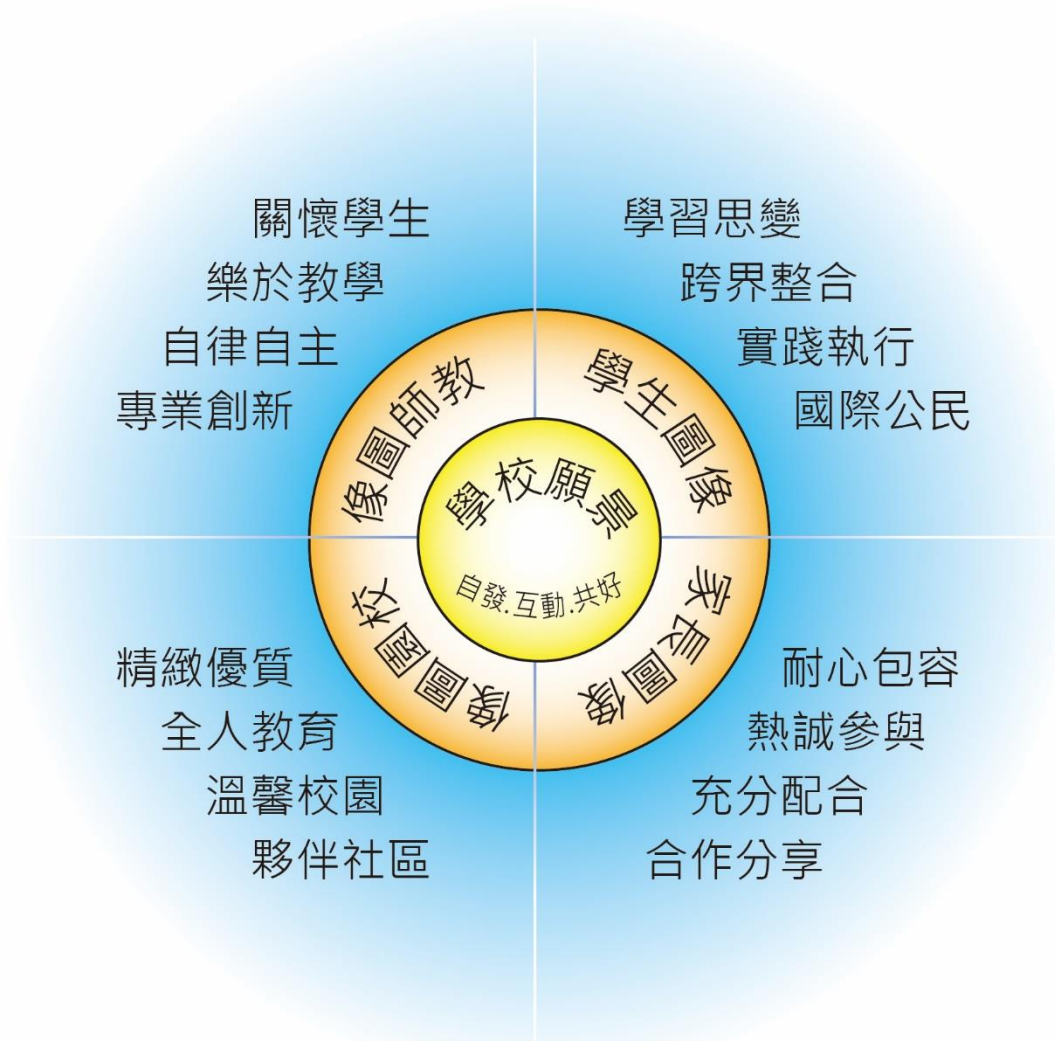 關懷學生
樂於教學
自律自主
專業創新
學習思變
跨界整合
實踐執行
國際公民
像圖師教
學生圖像
學校願景
自發.互動.共好
像圖園校
家長圖像
精緻優質
全人教育
溫馨校園
夥伴社區
耐心包容
熱誠參與
充分配合
合作分享